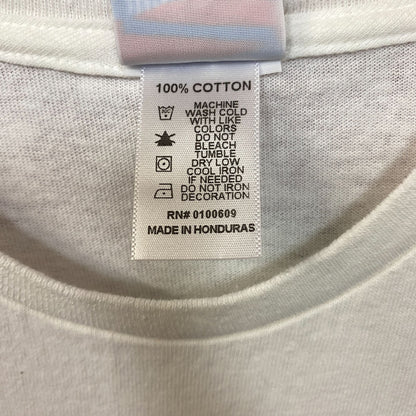 100% COTTON
MACHINE
WASH COLD
WITH LIKE
COLORS
DO NOT
BLEACH
TUMBLE
DRY LOW
COOL IRON
IF NEEDED
DO NOT IRON
DECORATION
RN# 0100609
MADE IN HONDURAS